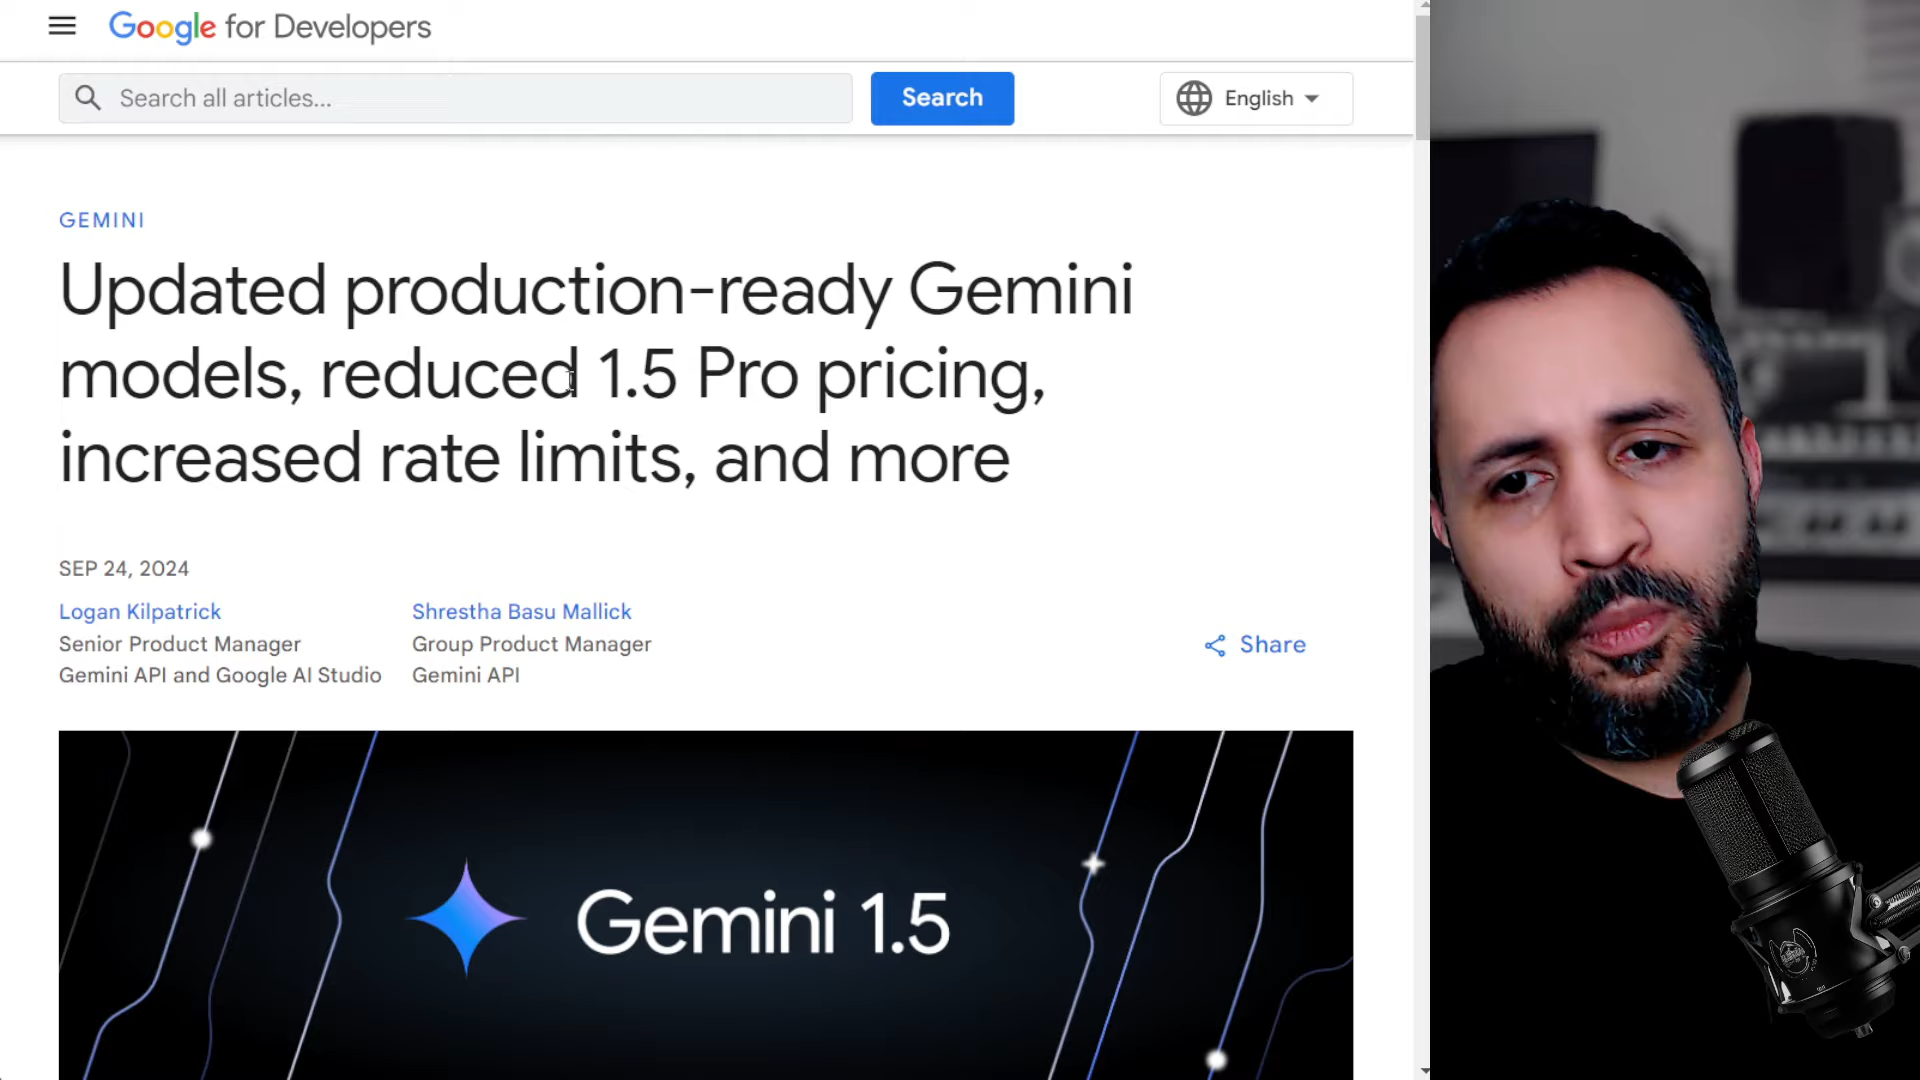 Google for Developers
Search all articles...
Search
English
GEMINI
Updated production-ready Gemini
models, reduced 1.5 Pro pricing,
increased rate limits, and more
SEP 24, 2024
Logan Kilpatrick
Senior Product Manager
Gemini API and Google AI Studio
Shrestha Basu Mallick
Group Product Manager
Gemini API
Share
Gemini 1.5